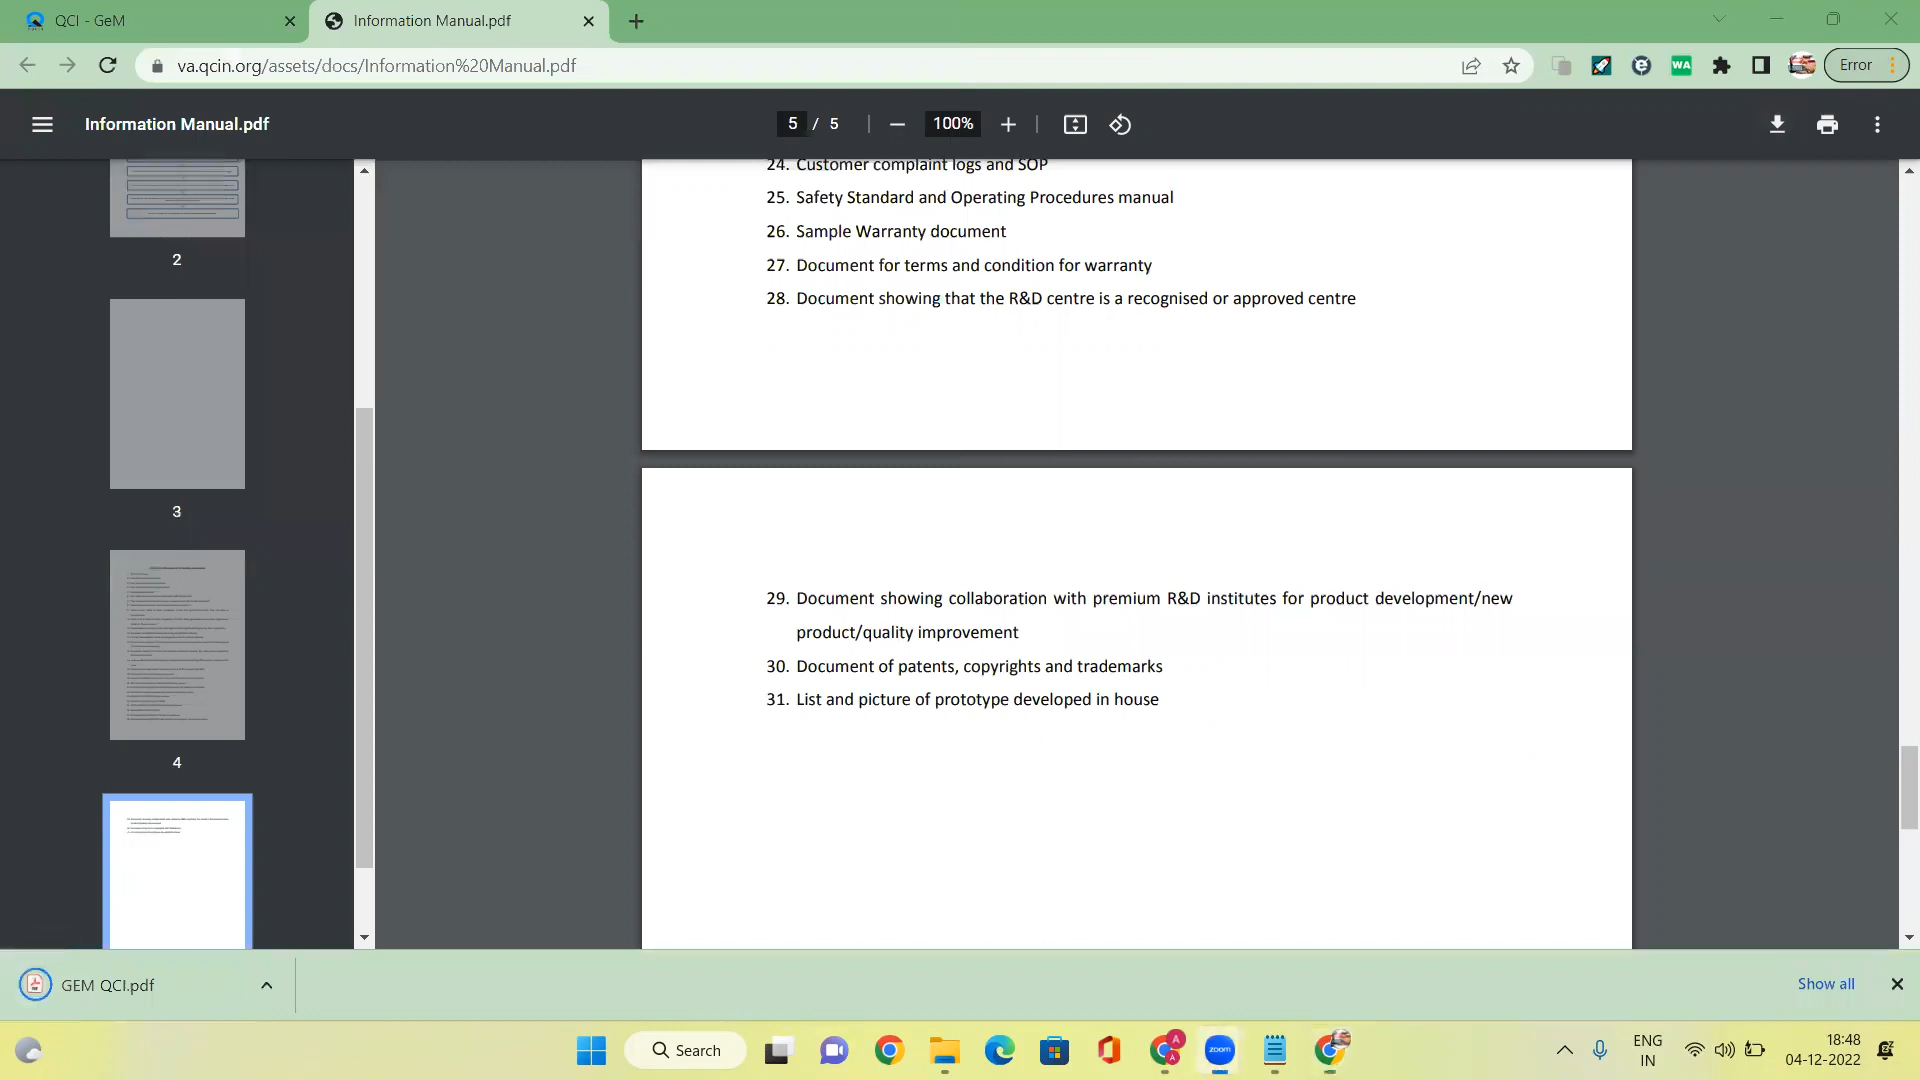 QCI - GeM
Information Manual.pdf
va.qcin.org/assets/docs/Information%20Manual.pdf
WA
Error
Information Manual.pdf
5 / 5
100%
24. Customer complaint logs and SOP
25. Safety Standard and Operating Procedures manual
26. Sample Warranty document
27. Document for terms and condition for warranty
28. Document showing that the R&D centre is a recognised or approved centre
2
3
4
29. Document showing collaboration with premium R&D institutes for product development/new
product/quality improvement
30. Document of patents, copyrights and trademarks
31. List and picture of prototype developed in house
GEM QCI.pdf
Show all
Search
zoom
A
A
ENG
IN
18:48
04-12-2022